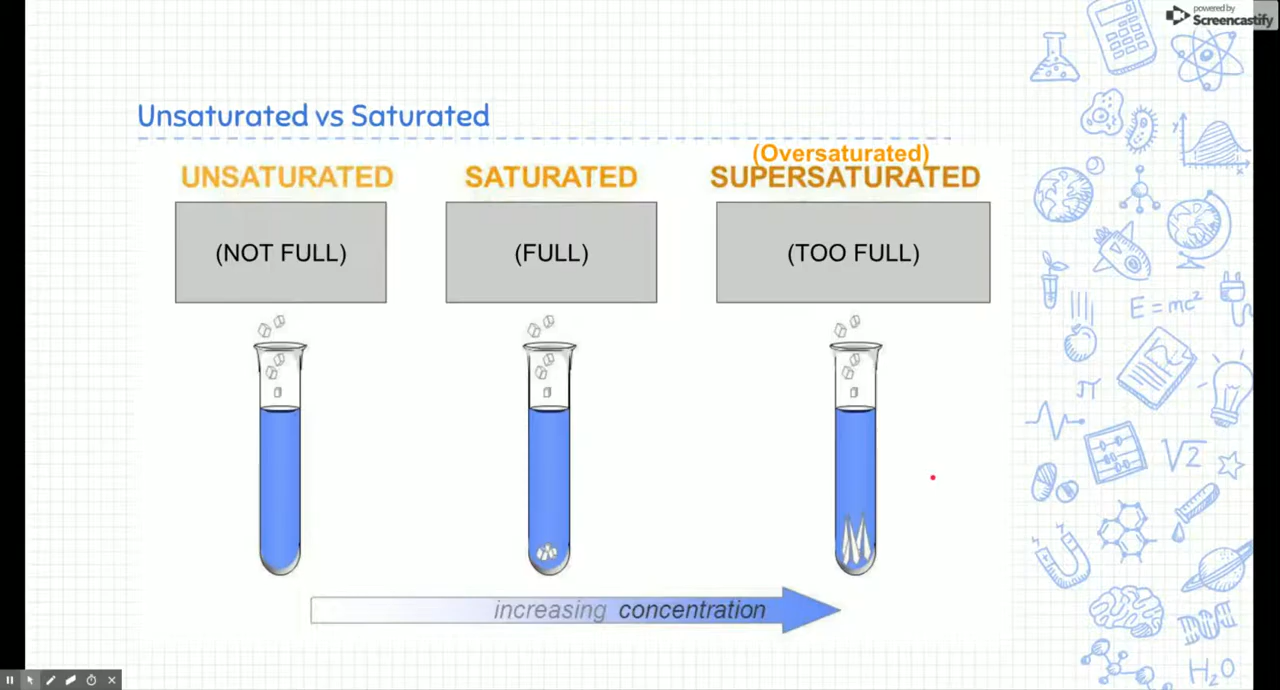 powered by
Screencastify
Unsaturated vs Saturated
UNSATURATED
SATURATED
(Oversaturated)
SUPERSATURATED
(NOT FULL)
(FULL)
(TOO FULL)
increasing concentration
y
x
E=mc²
π
√2
H₂O